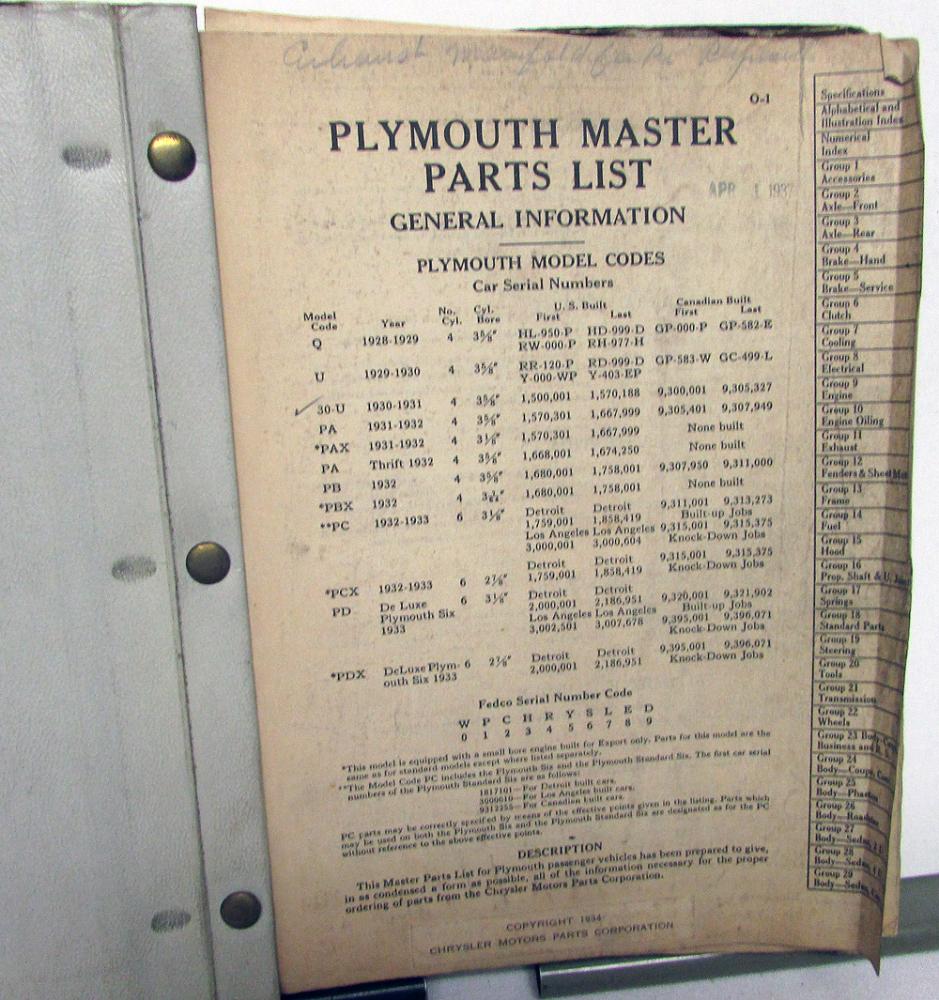 Exhaust Manifold
O-1
PLYMOUTH MASTER
PARTS LIST
APR 1 1937
GENERAL INFORMATION
PLYMOUTH MODEL CODES
Car Serial Numbers
Model Code Year No. Cyl. Cyl. Bore U. S. Built First Last Canadian Built First Last
Q 1928-1929 4 3⅝" HL-950-P HD-999-D GP-000-P GP-582-E
RW-000-P RH-977-H
U 1929-1930 4 3⅝" RR-120-P RD-999-D GP-583-W GC-499-L
Y-000-WP Y-403-EP
30-U 1930-1931 4 3⅝" 1,500,001 1,570,188 9,300,001 9,305,327
PA 1931-1932 4 3⅝" 1,570,301 1,667,999 9,305,401 9,307,949
*PAX 1931-1932 4 3⅛" 1,570,301 1,667,999 None built
PA Thrift 1932 4 3⅝" 1,668,001 1,674,250 None built
PB 1932 4 3⅝" 1,680,001 1,758,001 9,307,950 9,311,000
*PBX 1932 4 1,680,001 1,758,001 None built
**PC 1932-1933 6 3⅛" Detroit Detroit 9,311,001 9,313,273
1,759,001 1,858,419 Built-up Jobs
Los Angeles Los Angeles 9,315,001 9,315,375
3,000,001 3,000,604 Knock-Down Jobs
*PCX 1932-1933 6 2⅞" Detroit Detroit 9,315,001 9,315,375
1,759,001 1,858,419 Knock-Down Jobs
PD De Luxe 6 3⅛" Detroit Detroit 9,320,001 9,321,902
Plymouth Six 2,000,001 2,186,951 Built-up Jobs
1933 Los Angeles Los Angeles 9,395,001 9,396,071
3,002,501 3,007,678 Knock-Down Jobs
*PDX DeLuxe Plym- 6 2⅞" Detroit Detroit 9,395,001 9,396,071
outh Six 1933 2,000,001 2,186,951 Knock-Down Jobs
Fedco Serial Number Code
W P C H R Y S L E D
0 1 2 3 4 5 6 7 8 9
*This model is equipped with a small bore engine built for Export only. Parts for this model are the
same as for standard models except where listed separately.
**The Model Code PC includes the Plymouth Six and the Plymouth Standard Six. The first car serial
numbers of the Plymouth Standard Six are as follows:
1817101—For Detroit built cars.
3000610—For Los Angeles built cars.
9312255—For Canadian built cars.
PC parts may be correctly specified by means of the effective points given in the listing. Parts which
may be used on both the Plymouth Six and the Plymouth Standard Six are designated as for the PC
without reference to the above effective points.
DESCRIPTION
This Master Parts List for Plymouth passenger vehicles has been prepared to give,
in as condensed a form as possible, all of the information necessary for the proper
ordering of parts from the Chrysler Motors Parts Corporation.
COPYRIGHT 1934
CHRYSLER MOTORS PARTS CORPORATION
Specifications
Alphabetical and
Illustration Index
Numerical
Index
Group 1
Accessories
Group 2
Axle—Front
Group 3
Axle—Rear
Group 4
Brake—Hand
Group 5
Brake—Service
Group 6
Clutch
Group 7
Cooling
Group 8
Electrical
Group 9
Engine
Group 10
Engine Oiling
Group 11
Exhaust
Group 12
Fenders & Sheet
Group 13
Frame
Group 14
Fuel
Group 15
Hood
Group 16
Prop. Shaft & U.
Group 17
Springs
Group 18
Standard Parts
Group 19
Steering
Group 20
Tools
Group 21
Transmission
Group 22
Wheels
Group 23 Body
Business and
Group 24
Body—Coupe
Group 25
Body—Phaeton
Group 26
Body—Roadster
Group 27
Body—Sedan
Group 28
Body—Sedan
Group 29
Body—Sedan